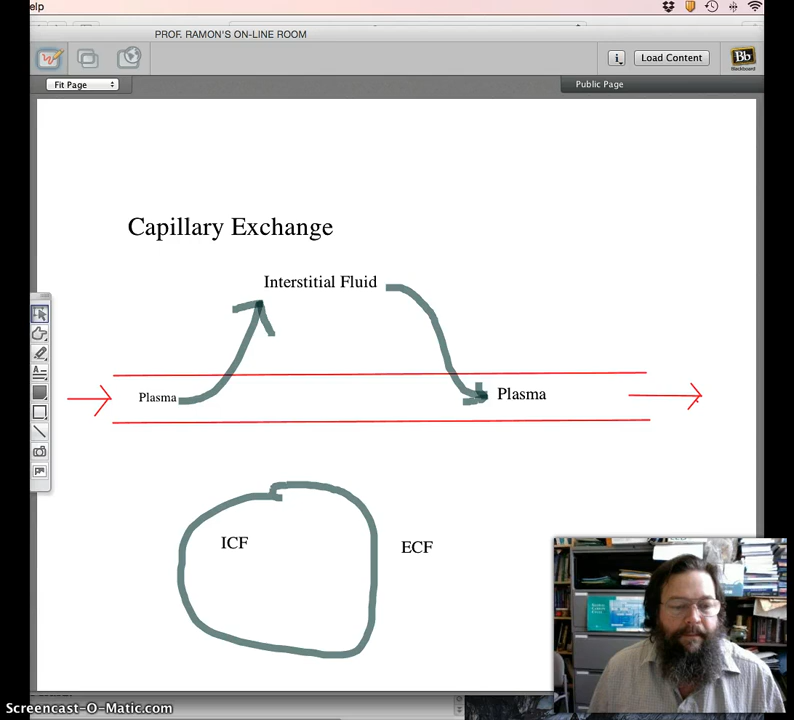 elp
PROF. RAMON'S ON-LINE ROOM
Load Content
Bb
Blackboard
Fit Page
Public Page
Capillary Exchange
Interstitial Fluid
Plasma
Plasma
ICF
ECF
Screencast-O-Matic.com